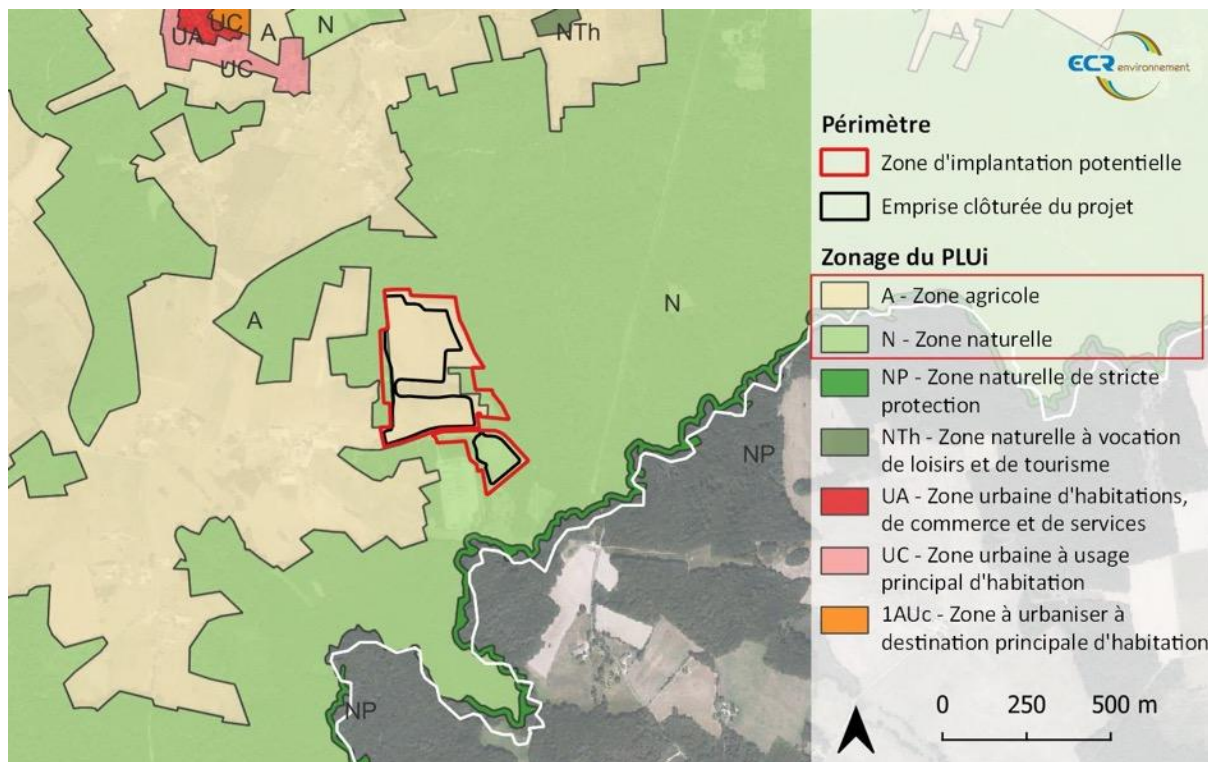 UC
UA
A
N
UC
NTh
A
ECR environnement
Périmètre
Zone d'implantation potentielle
Emprise clôturée du projet
Zonage du PLUi
A - Zone agricole
N - Zone naturelle
NP - Zone naturelle de stricte
protection
NTh - Zone naturelle à vocation
de loisirs et de tourisme
UA - Zone urbaine d'habitations,
de commerce et de services
UC - Zone urbaine à usage
principal d'habitation
1AUc - Zone à urbaniser à
destination principale d'habitation
0 250 500 m
N
A
NP
NP